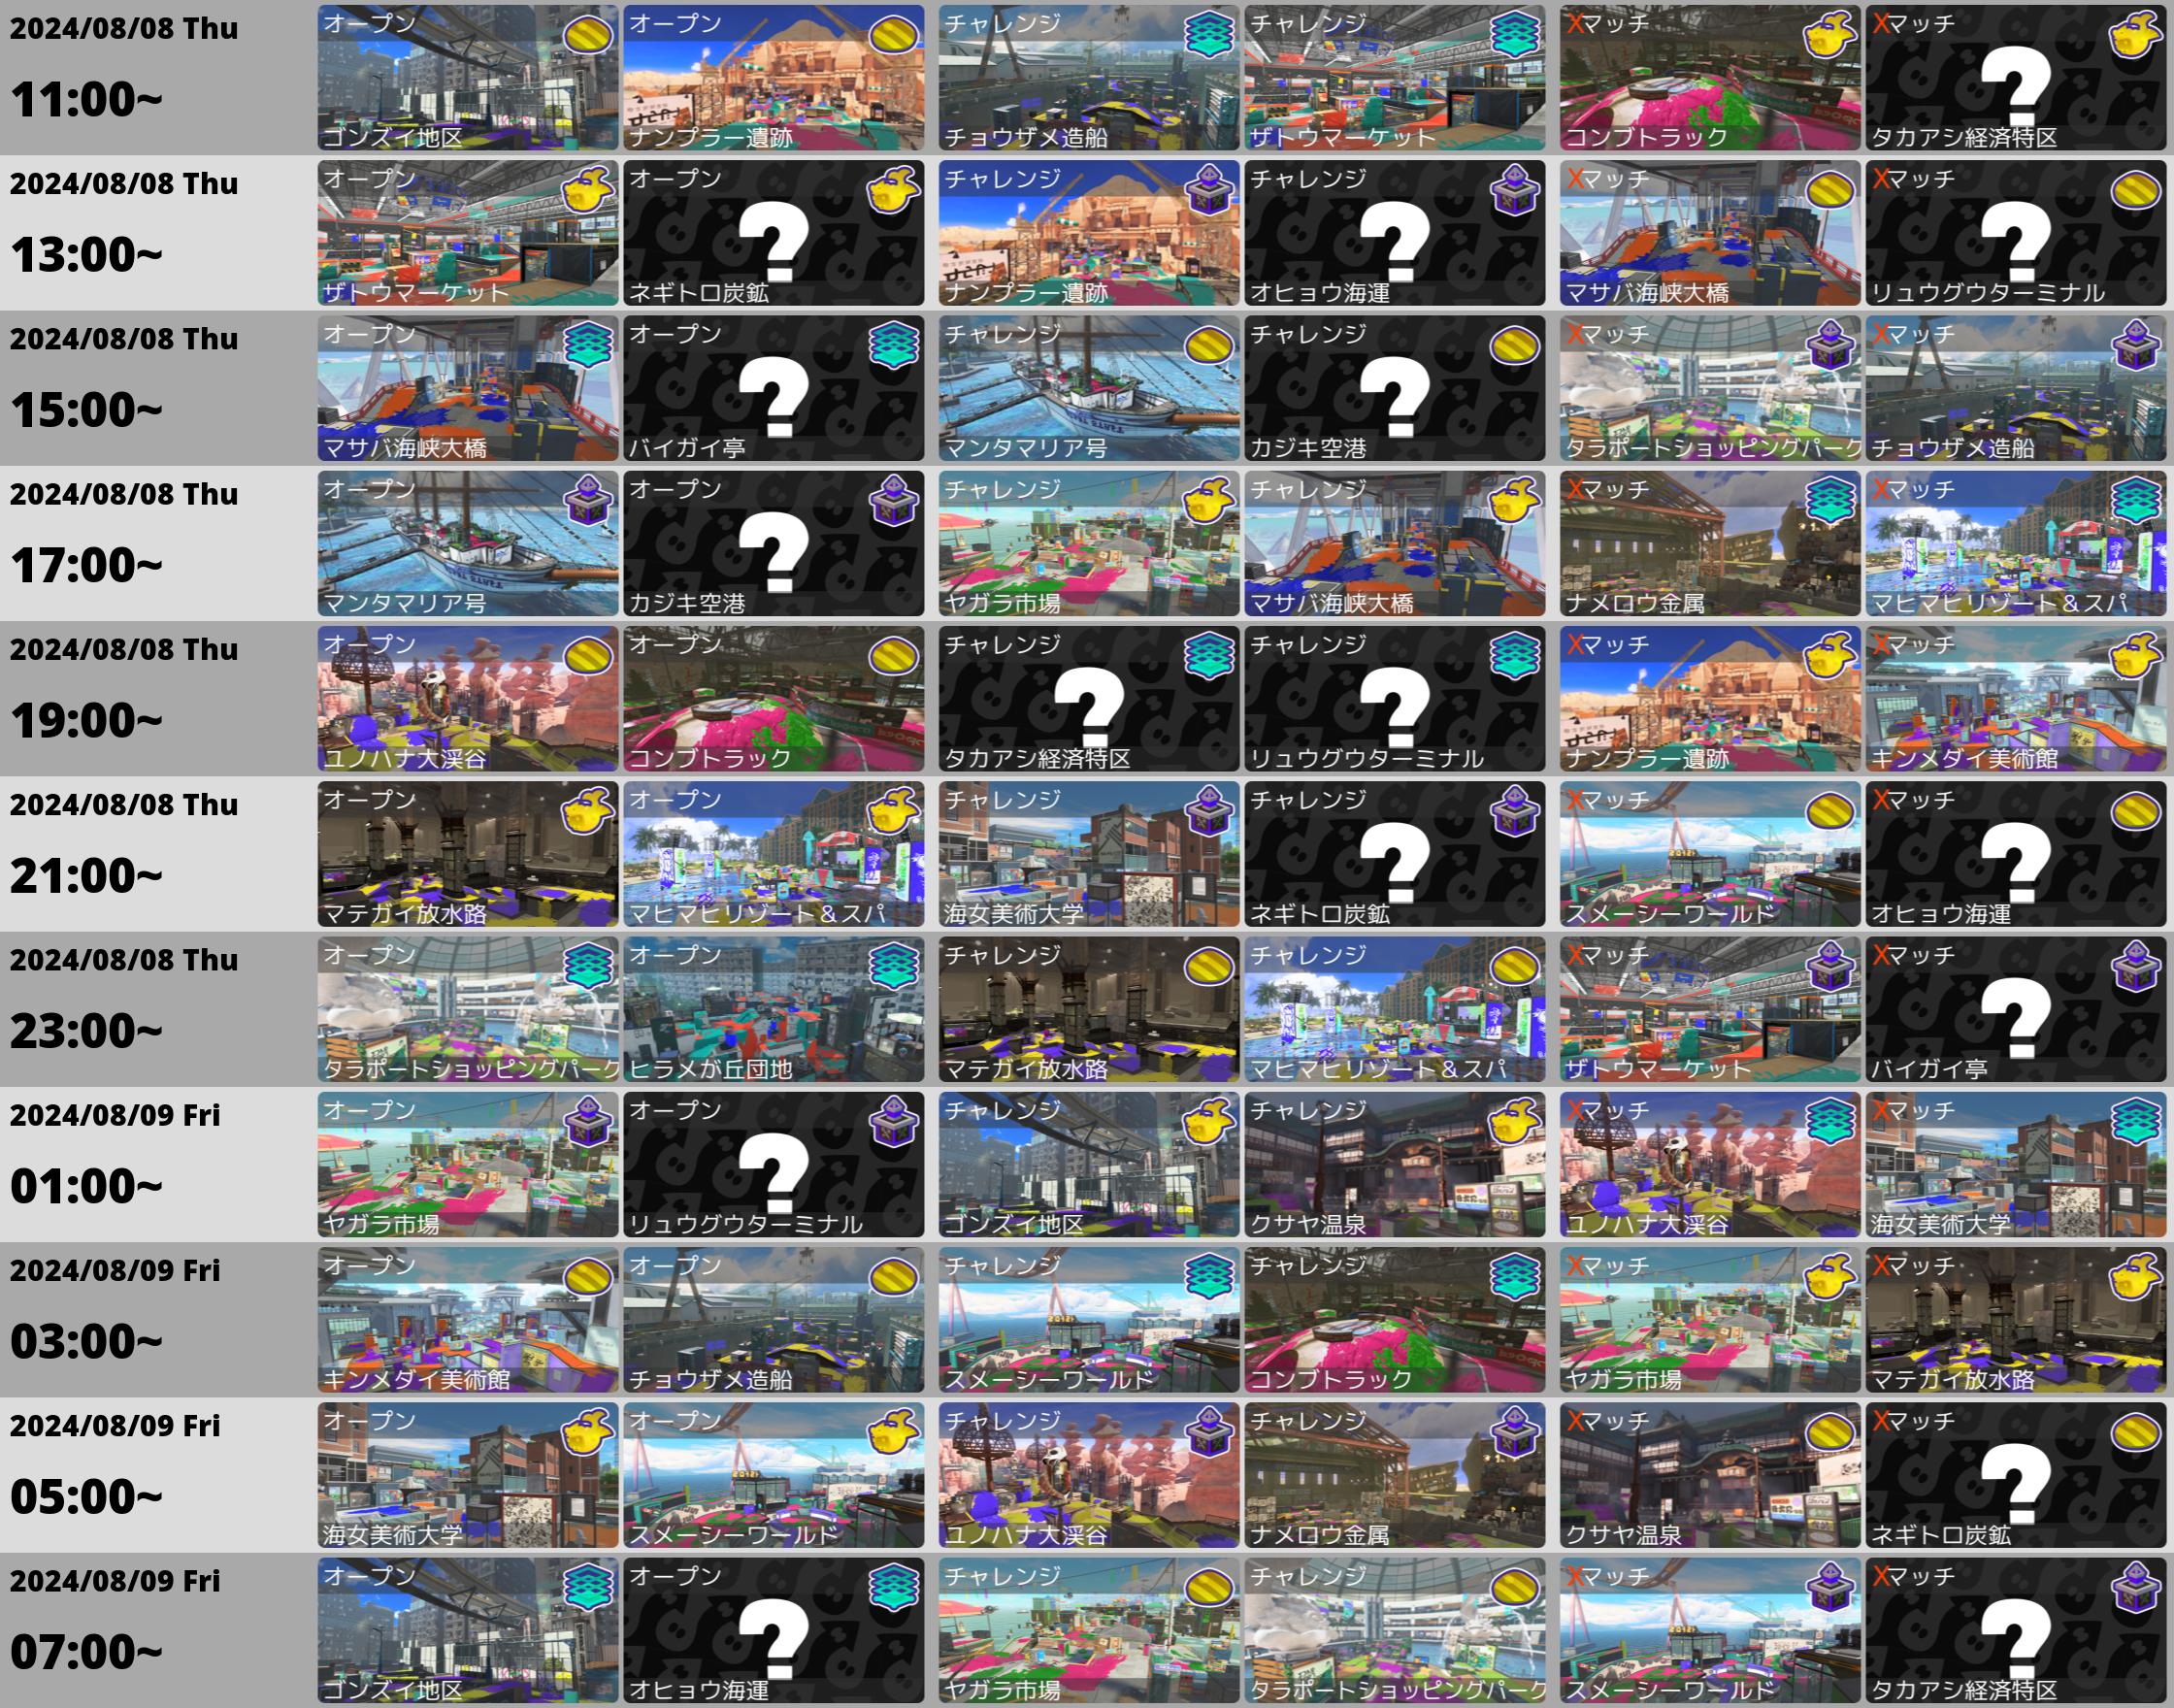 2024/08/08 Thu
11:00~
オープン
ゴンズイ地区
オープン
ナンプラー遺跡
チャレンジ
チョウザメ造船
チャレンジ
ザトウマーケット
Xマッチ
コンブトラック
Xマッチ
タカアシ経済特区
2024/08/08 Thu
13:00~
オープン
ザトウマーケット
オープン
ネギトロ炭鉱
チャレンジ
ナンプラー遺跡
チャレンジ
オヒョウ海運
Xマッチ
マサバ海峡大橋
Xマッチ
リュウグウターミナル
2024/08/08 Thu
15:00~
オープン
マサバ海峡大橋
オープン
バイガイ亭
チャレンジ
マンタマリア号
チャレンジ
カジキ空港
Xマッチ
タラポートショッピングパーク
Xマッチ
チョウザメ造船
2024/08/08 Thu
17:00~
オープン
マンタマリア号
オープン
カジキ空港
チャレンジ
ヤガラ市場
チャレンジ
マサバ海峡大橋
Xマッチ
ナメロウ金属
Xマッチ
マヒマヒリゾート&スパ
2024/08/08 Thu
19:00~
オープン
ユノハナ大渓谷
オープン
コンブトラック
チャレンジ
タカアシ経済特区
チャレンジ
リュウグウターミナル
Xマッチ
ナンプラー遺跡
Xマッチ
キンメダイ美術館
2024/08/08 Thu
21:00~
オープン
マテガイ放水路
オープン
マヒマヒリゾート&スパ
チャレンジ
海女美術大学
チャレンジ
ネギトロ炭鉱
Xマッチ
スメーシーワールド
Xマッチ
オヒョウ海運
2024/08/08 Thu
23:00~
オープン
タラポートショッピングパーク
オープン
ヒラメが丘団地
チャレンジ
マテガイ放水路
チャレンジ
マヒマヒリゾート&スパ
Xマッチ
ザトウマーケット
Xマッチ
バイガイ亭
2024/08/09 Fri
01:00~
オープン
ヤガラ市場
オープン
リュウグウターミナル
チャレンジ
ゴンズイ地区
チャレンジ
クサヤ温泉
Xマッチ
ユノハナ大渓谷
Xマッチ
海女美術大学
2024/08/09 Fri
03:00~
オープン
キンメダイ美術館
オープン
チョウザメ造船
チャレンジ
スメーシーワールド
チャレンジ
コンブトラック
Xマッチ
ヤガラ市場
Xマッチ
マテガイ放水路
2024/08/09 Fri
05:00~
オープン
海女美術大学
オープン
スメーシーワールド
チャレンジ
ユノハナ大渓谷
チャレンジ
ナメロウ金属
Xマッチ
クサヤ温泉
Xマッチ
ネギトロ炭鉱
2024/08/09 Fri
07:00~
オープン
ゴンズイ地区
オープン
オヒョウ海運
チャレンジ
ヤガラ市場
チャレンジ
タラポートショッピングパーク
Xマッチ
スメーシーワールド
Xマッチ
タカアシ経済特区